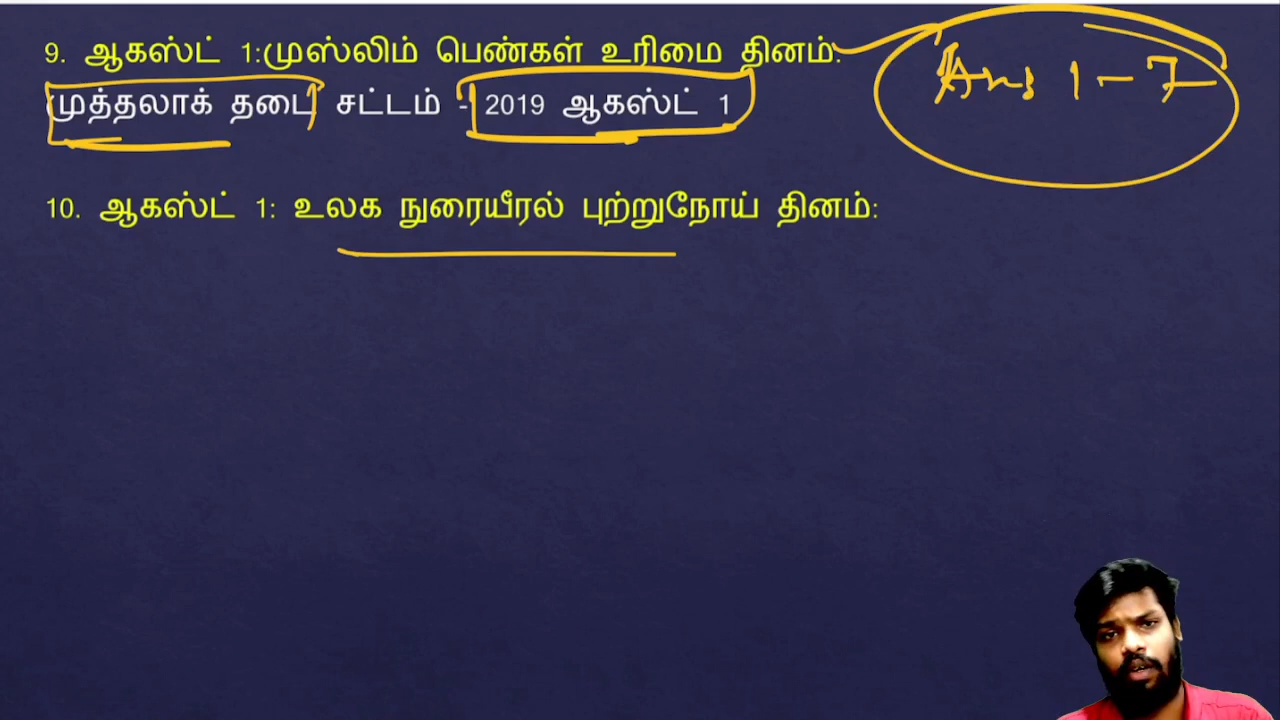 9. ஆகஸ்ட் 1:முஸ்லிம் பெண்கள் உரிமை தினம்:
முத்தலாக் தடை சட்டம் - 2019 ஆகஸ்ட் 1
Aug 1 - 7
10. ஆகஸ்ட் 1: உலக நுரையீரல் புற்றுநோய் தினம்: